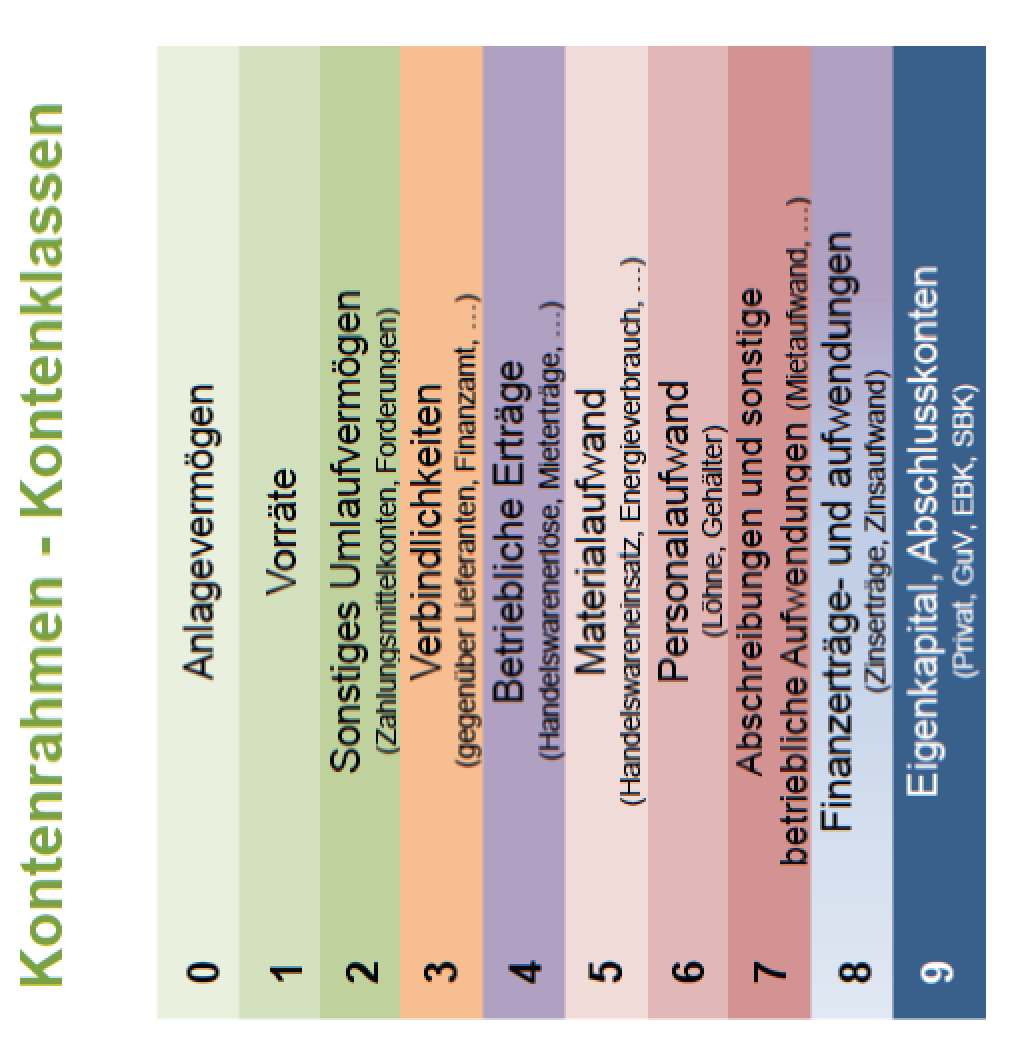 Kontenrahmen - Kontenklassen
0 Anlagevermögen
1 Vorräte
2 Sonstiges Umlaufvermögen
(Zahlungsmittelkonten, Forderungen)
3 Verbindlichkeiten
(gegenüber Lieferanten, Finanzamt, ...)
4 Betriebliche Erträge
(Handelswarenerlöse, Mieterträge, ...)
5 Materialaufwand
(Handelswareneinsatz, Energieverbrauch, ...)
6 Personalaufwand
(Löhne, Gehälter)
7 Abschreibungen und sonstige
betriebliche Aufwendungen (Mietaufwand, ...)
8 Finanzerträge- und aufwendungen
(Zinserträge, Zinsaufwand)
9 Eigenkapital, Abschlusskonten
(Privat, GuV, EBK, SBK)